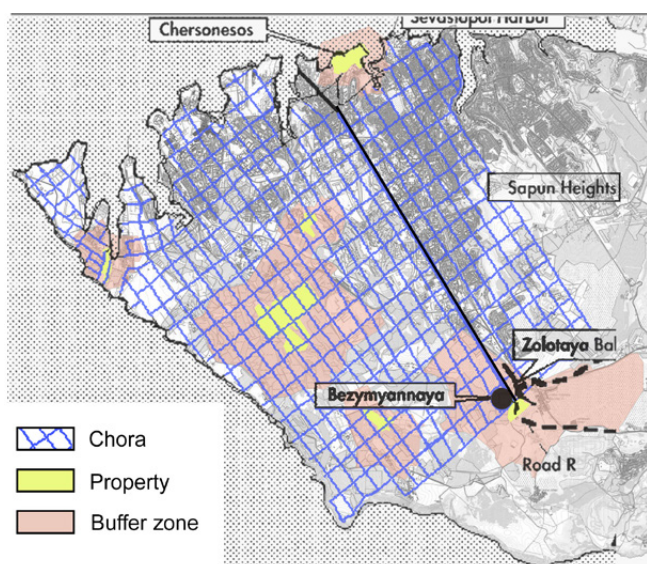 Sevastopol Harbor
Chersonesos
Sapun Heights
Zolotaya Bal
Bezymyannaya
Road R
Chora
Property
Buffer zone